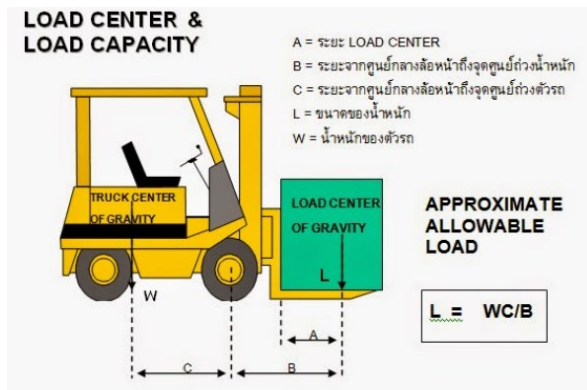 LOAD CENTER &
LOAD CAPACITY
A = ระยะ LOAD CENTER
B = ระยะจากศูนย์กลางล้อหน้าถึงจุดศูนย์ถ่วงน้ำหนัก
C = ระยะจากศูนย์กลางล้อหน้าถึงจุดศูนย์ถ่วงตัวรถ
L = ขนาดของน้ำหนัก
W = น้ำหนักของตัวรถ
TRUCK CENTER
OF GRAVITY
LOAD CENTER
OF GRAVITY
L
W
A
C
B
APPROXIMATE
ALLOWABLE
LOAD
L = WC/B